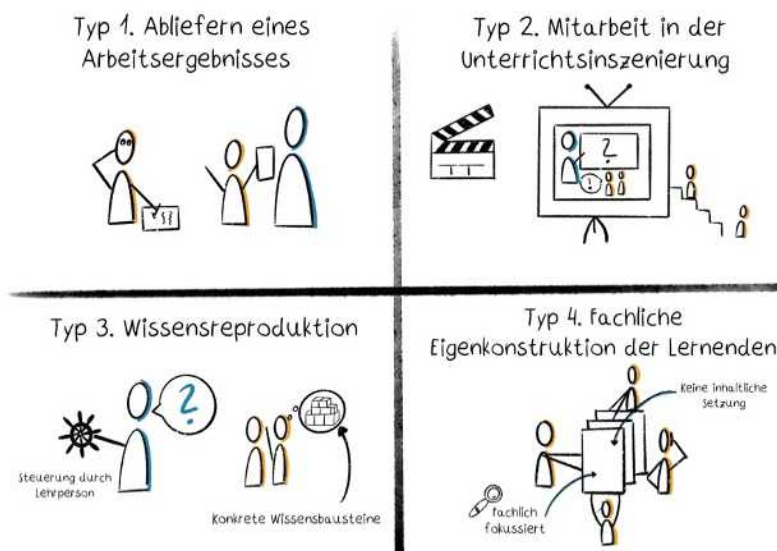 Typ 1. Abliefern eines
Arbeitsergebnisses
Typ 2. Mitarbeit in der
Unterrichtsinszenierung
?
!
Typ 3. Wissensreproduktion
?
Steuerung durch
Lehrperson
Konkrete Wissensbausteine
Typ 4. Fachliche
Eigenkonstruktion der Lernenden
Keine inhaltliche
Setzung
fachlich
fokussiert